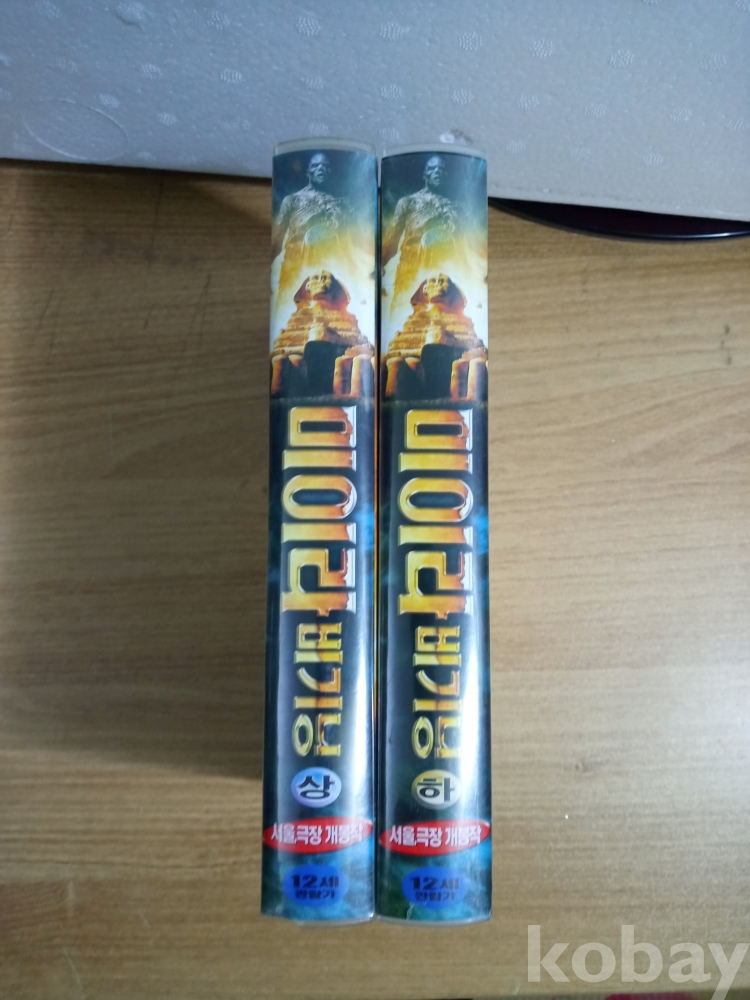 미이라
상
서울극장 개봉작
12세
관람가
미이라
하
서울극장 개봉작
12세
관람가
kobay